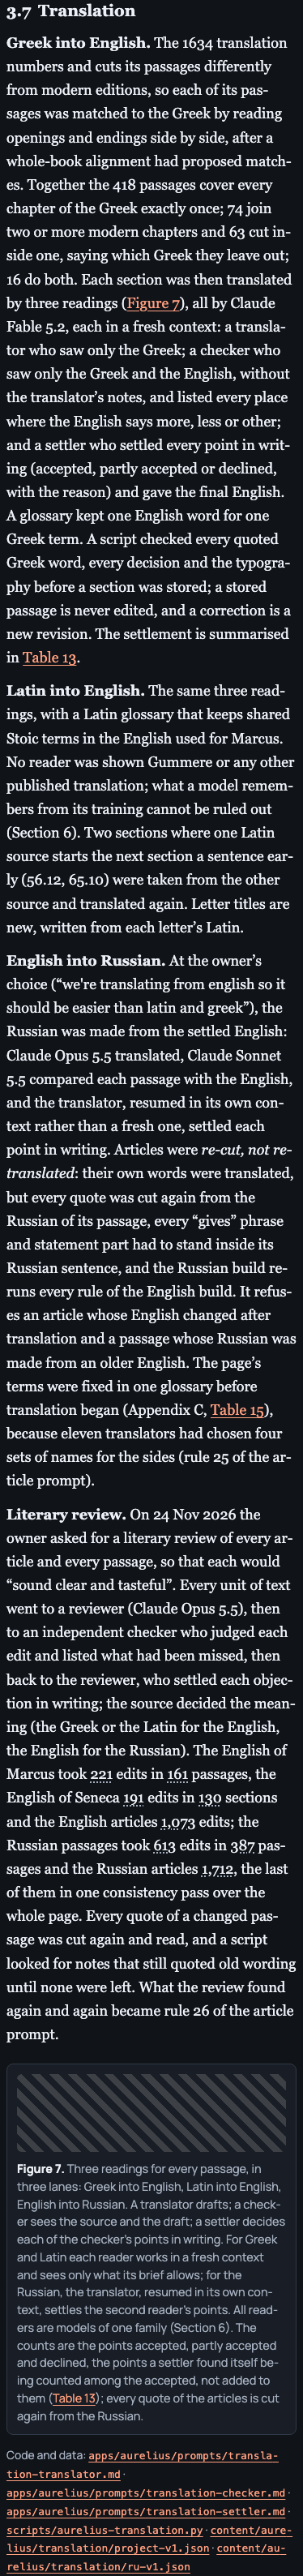 3.7 Translation
Greek into English. The 1634 translation
numbers and cuts its passages differently
from modern editions, so each of its pas-
sages was matched to the Greek by reading
openings and endings side by side, after a
whole-book alignment had proposed match-
es. Together the 418 passages cover every
chapter of the Greek exactly once; 74 join
two or more modern chapters and 63 cut in-
side one, saying which Greek they leave out;
16 do both. Each section was then translated
by three readings (Figure 7), all by Claude
Fable 5.2, each in a fresh context: a transla-
tor who saw only the Greek; a checker who
saw only the Greek and the English, without
the translator’s notes, and listed every place
where the English says more, less or other;
and a settler who settled every point in writ-
ing (accepted, partly accepted or declined,
with the reason) and gave the final English.
A glossary kept one English word for one
Greek term. A script checked every quoted
Greek word, every decision and the typogra-
phy before a section was stored; a stored
passage is never edited, and a correction is a
new revision. The settlement is summarised
in Table 13.
Latin into English. The same three read-
ings, with a Latin glossary that keeps shared
Stoic terms in the English used for Marcus.
No reader was shown Gummere or any other
published translation; what a model remem-
bers from its training cannot be ruled out
(Section 6). Two sections where one Latin
source starts the next section a sentence ear-
ly (56.12, 65.10) were taken from the other
source and translated again. Letter titles are
new, written from each letter’s Latin.
English into Russian. At the owner’s
choice (“we're translating from english so it
should be easier than latin and greek”), the
Russian was made from the settled English:
Claude Opus 5.5 translated, Claude Sonnet
5.5 compared each passage with the English,
and the translator, resumed in its own con-
text rather than a fresh one, settled each
point in writing. Articles were re-cut, not re-
translated: their own words were translated,
but every quote was cut again from the
Russian of its passage, every “gives” phrase
and statement part had to stand inside its
Russian sentence, and the Russian build re-
runs every rule of the English build. It refus-
es an article whose English changed after
translation and a passage whose Russian was
made from an older English. The page’s
terms were fixed in one glossary before
translation began (Appendix C, Table 15),
because eleven translators had chosen four
sets of names for the sides (rule 25 of the ar-
ticle prompt).
Literary review. On 24 Nov 2026 the
owner asked for a literary review of every ar-
ticle and every passage, so that each would
“sound clear and tasteful”. Every unit of text
went to a reviewer (Claude Opus 5.5), then
to an independent checker who judged each
edit and listed what had been missed, then
back to the reviewer, who settled each objec-
tion in writing; the source decided the mean-
ing (the Greek or the Latin for the English,
the English for the Russian). The English of
Marcus took 221 edits in 161 passages, the
English of Seneca 191 edits in 130 sections
and the English articles 1,073 edits; the
Russian passages took 613 edits in 387 pas-
sages and the Russian articles 1,712, the last
of them in one consistency pass over the
whole page. Every quote of a changed pas-
sage was cut again and read, and a script
looked for notes that still quoted old wording
until none were left. What the review found
again and again became rule 26 of the article
prompt.
Figure 7. Three readings for every passage, in
three lanes: Greek into English, Latin into English,
English into Russian. A translator drafts; a check-
er sees the source and the draft; a settler decides
each of the checker’s points in writing. For Greek
and Latin each reader works in a fresh context
and sees only what its brief allows; for the
Russian, the translator, resumed in its own con-
text, settles the second reader’s points. All read-
ers are models of one family (Section 6). The
counts are the points accepted, partly accepted
and declined, the points a settler found itself be-
ing counted among the accepted, not added to
them (Table 13); every quote of the articles is cut
again from the Russian.
Code and data: apps/aurelius/prompts/transla-
tion-translator.md ·
apps/aurelius/prompts/translation-checker.md ·
apps/aurelius/prompts/translation-settler.md ·
scripts/aurelius-translation.py · content/aure-
lius/translation/project-v1.json · content/au-
relius/translation/ru-v1.json